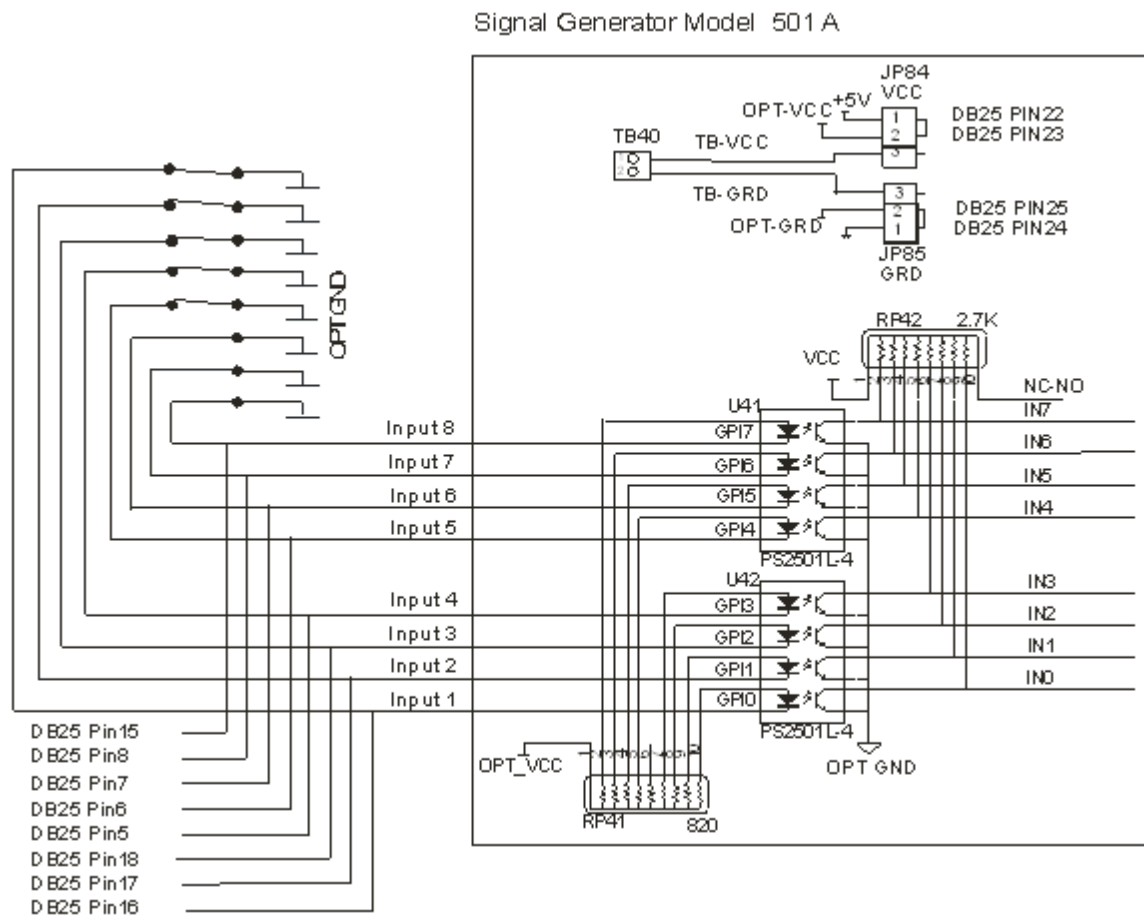 Signal Generator Model 501 A
JP84
VCC
+5V
OPT-VCC
1
2
3
DB25 PIN22
DB25 PIN23
TB40
TB-VCC
TB-GRD
3
2
1
OPT-GRD
DB25 PIN25
DB25 PIN24
JP85
GRD
OPT GND
RP42 2.7K
VCC
NC-NO
U41
Input 8 GPI7 IN7
Input 7 GPI6 IN6
Input 6 GPI5 IN5
Input 5 GPI4 IN4
PS2501L-4
U42
Input 4 GPI3 IN3
Input 3 GPI2 IN2
Input 2 GPI1 IN1
Input 1 GPI0 IN0
PS2501L-4
OPT GND
OPT_VCC
RP41 820
DB25 Pin15
DB25 Pin8
DB25 Pin7
DB25 Pin6
DB25 Pin5
DB25 Pin18
DB25 Pin17
DB25 Pin16